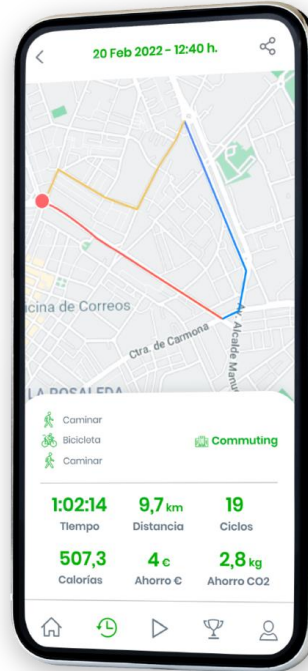 20 Feb 2022 - 12:40 h.
icina de Correos
Ctra. de Carmona
Av. Alcalde Manu
LA ROSALEDA
Caminar
Bicicleta
Caminar
Commuting
1:02:14
9,7 km
19
Tiempo
Distancia
Ciclos
507,3
4 €
2,8 kg
Calorías
Ahorro €
Ahorro CO2